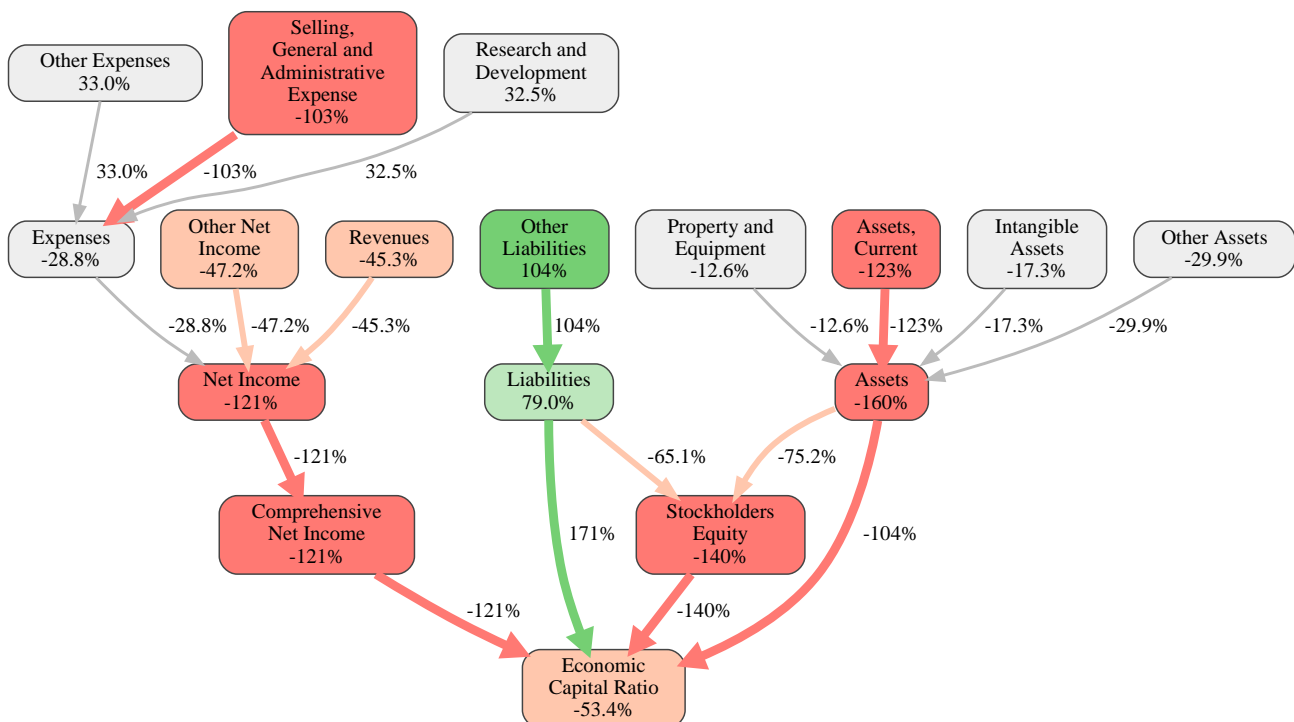 Other Expenses
33.0%
Selling,
General and
Administrative
Expense
-103%
Research and
Development
32.5%
33.0%
-103%
32.5%
Expenses
-28.8%
Other Net
Income
-47.2%
Revenues
-45.3%
Other
Liabilities
104%
Property and
Equipment
-12.6%
Assets,
Current
-123%
Intangible
Assets
-17.3%
Other Assets
-29.9%
-28.8%
-47.2%
-45.3%
104%
-12.6%
-123%
-17.3%
-29.9%
Net Income
-121%
Liabilities
79.0%
Assets
-160%
-121%
-65.1%
-75.2%
Comprehensive
Net Income
-121%
Stockholders
Equity
-140%
171%
-104%
-121%
-140%
Economic
Capital Ratio
-53.4%